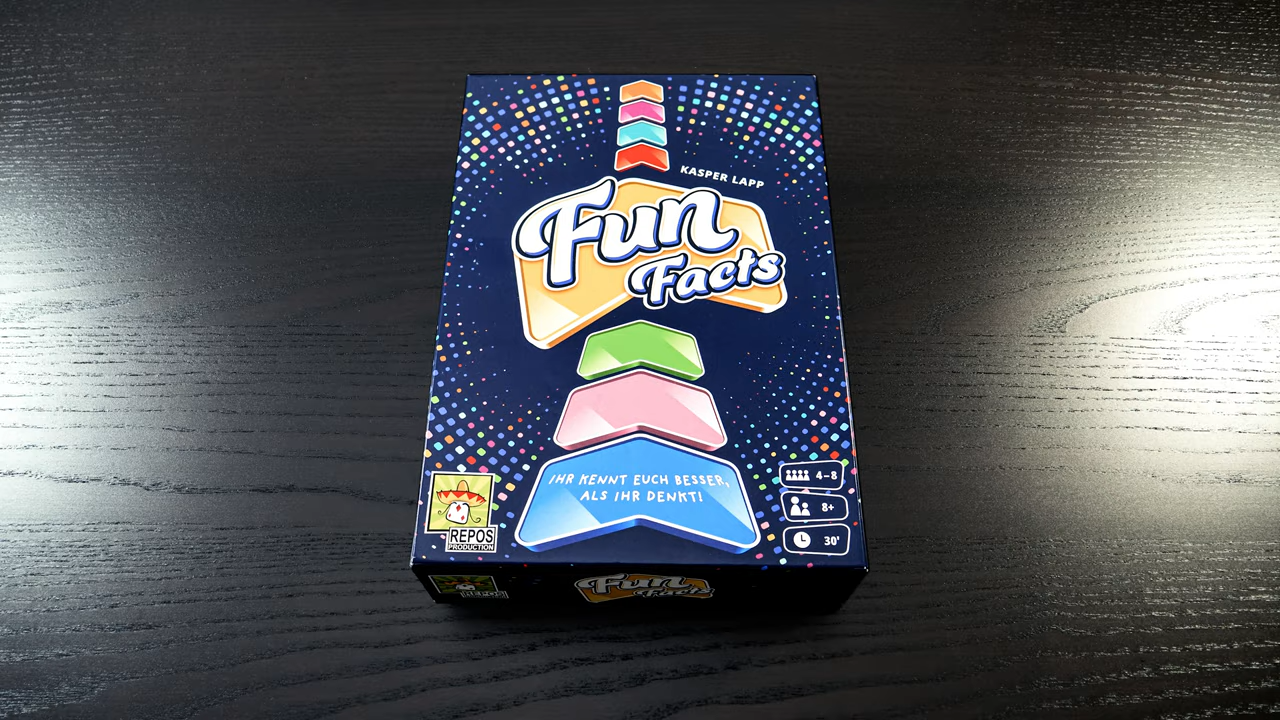 KASPER LAPP
Fun
Facts
IHR KENNT EUCH BESSER,
ALS IHR DENKT!
4–8
8+
30'
REPOS
PRODUCTION
Fun
Facts
REPOS